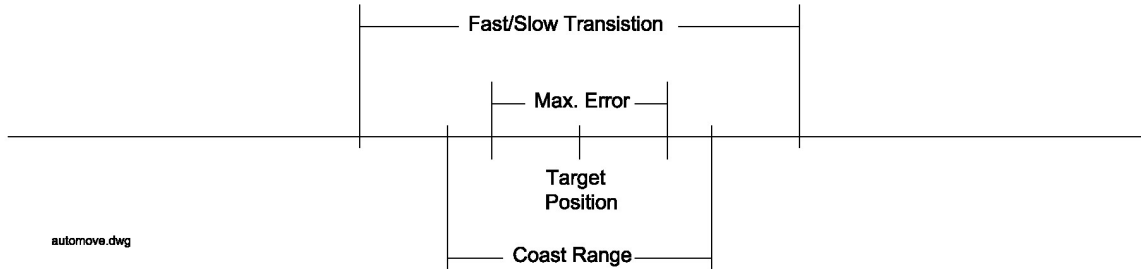 Fast/Slow Transistion
Max. Error
Target
Position
automove.dwg
Coast Range